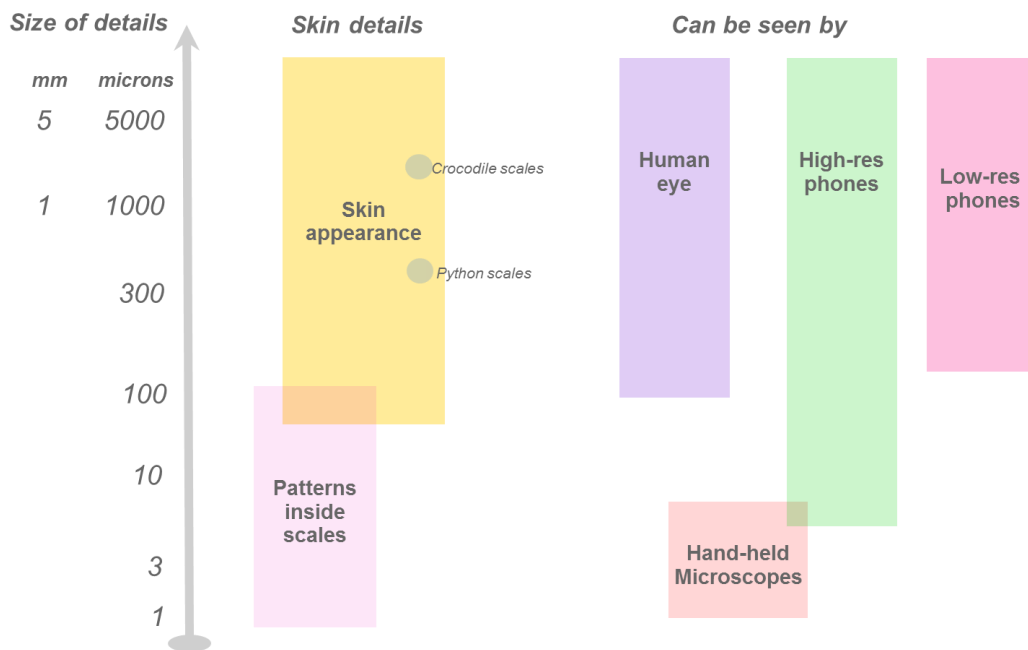 Size of details
Skin details
Can be seen by
mm microns
5 5000
Crocodile scales
Human
eye
High-res
phones
Low-res
phones
1 1000
Skin
appearance
Python scales
300
100
10
Patterns
inside
scales
Hand-held
Microscopes
3
1